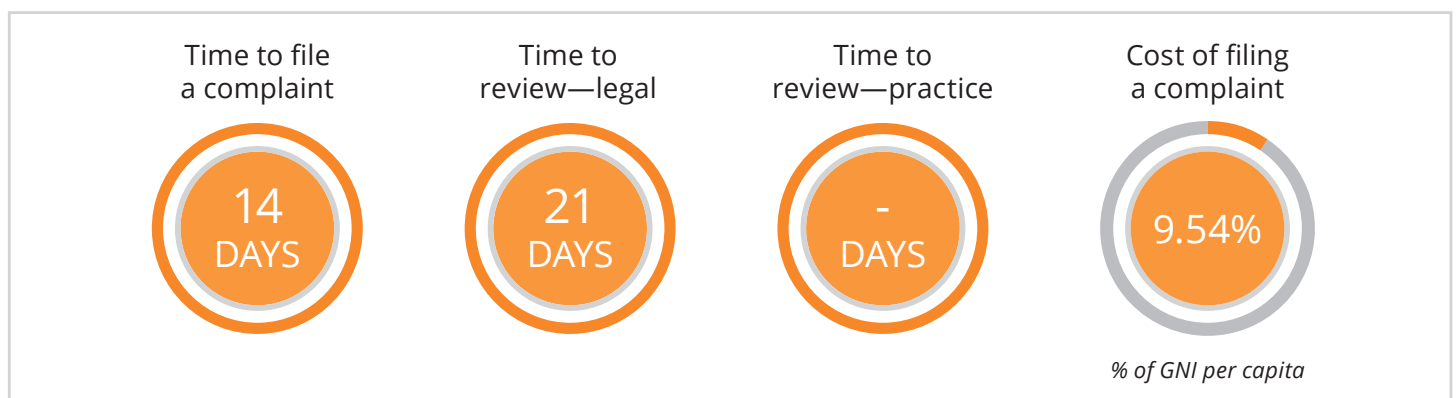 Time to file
a complaint
14
DAYS
Time to
review—legal
21
DAYS
Time to
review—practice
-
DAYS
Cost of filing
a complaint
9.54%
% of GNI per capita